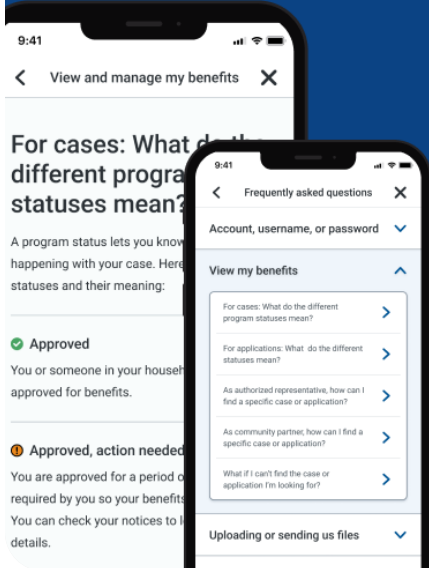 9:41
View and manage my benefits
For cases: What do the
different progra
statuses mean?
A program status lets you know
happening with your case. Here
statuses and their meaning:
Approved
You or someone in your househ
approved for benefits.
Approved, action needed
You are approved for a period o
required by you so your benefits
You can check your notices to l
details.
9:41
Frequently asked questions
Account, username, or password
View my benefits
For cases: What do the different
program statuses mean?
For applications: What do the different
statuses mean?
As authorized representative, how can I
find a specific case or application?
As community partner, how can I find a
specific case or application?
What if I can't find the case or
application I'm looking for?
Uploading or sending us files